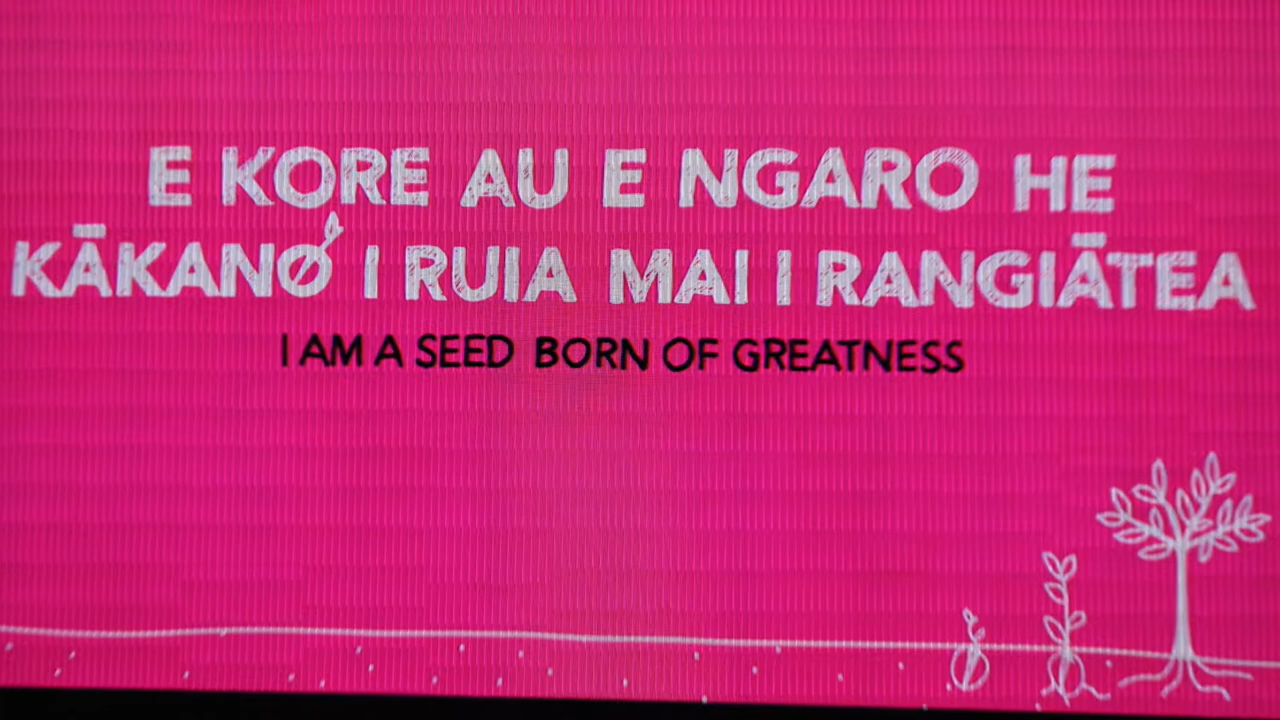 E KORE AU E NGARO HE
KĀKANO I RUIA MAI I RANGIĀTEA
I AM A SEED BORN OF GREATNESS